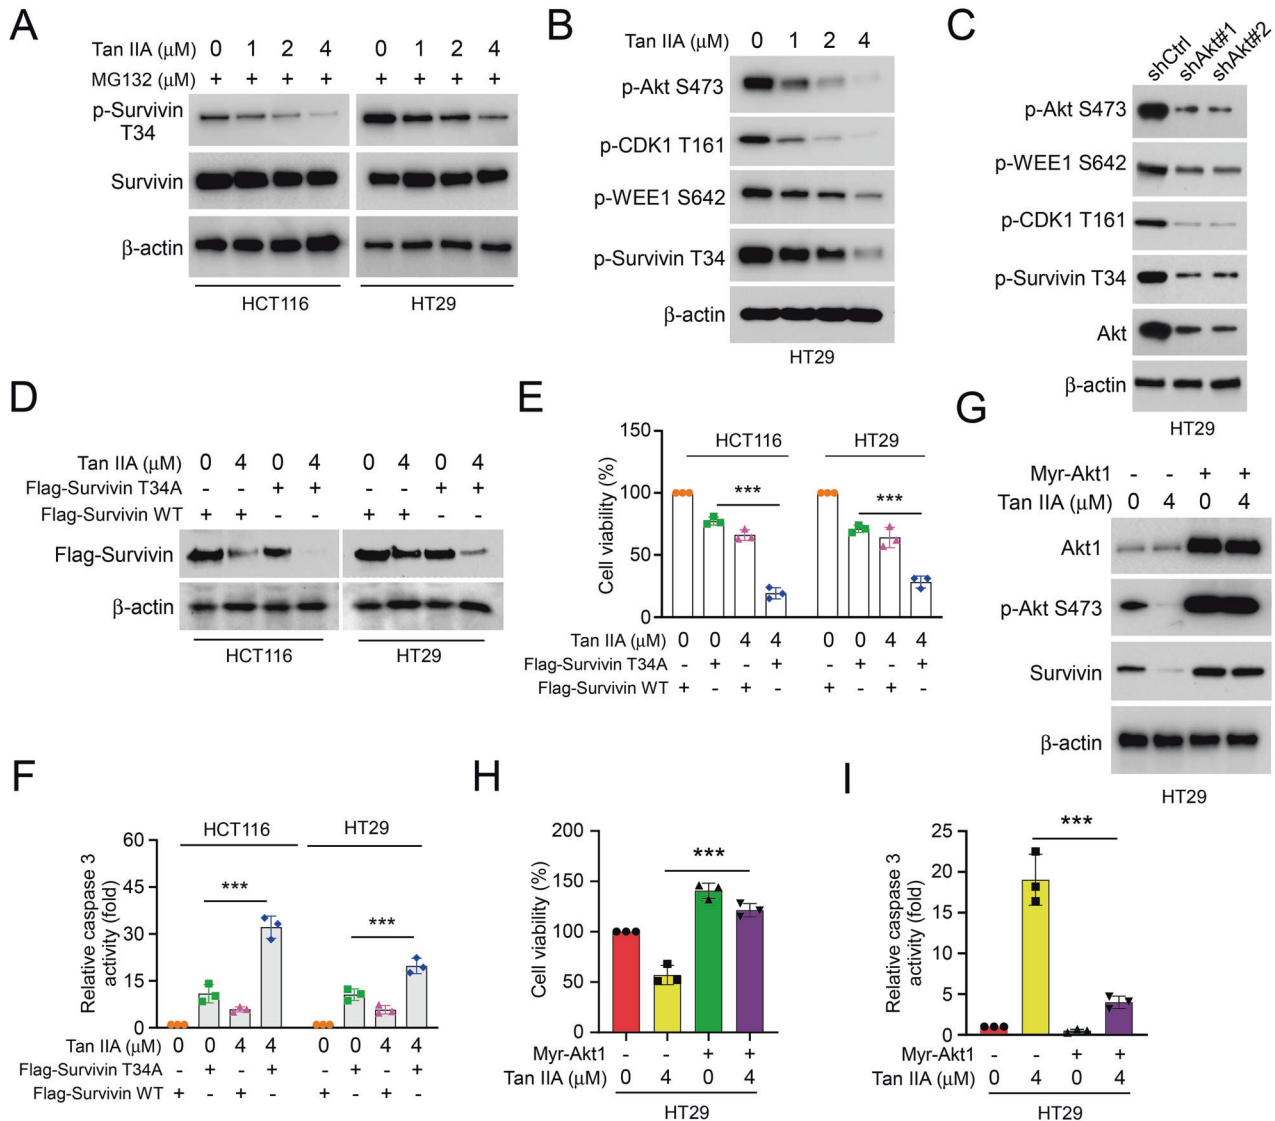 A
Tan IIA (μM) 0 1 2 4 0 1 2 4
MG132 (μM) + + + + + + + +
p-Survivin
T34
Survivin
β-actin
HCT116 HT29
B
Tan IIA (μM) 0 1 2 4
p-Akt S473
p-CDK1 T161
p-WEE1 S642
p-Survivin T34
β-actin
HT29
C
shCtrl shAkt#1 shAkt#2
p-Akt S473
p-WEE1 S642
p-CDK1 T161
p-Survivin T34
Akt
β-actin
HT29
D
Tan IIA (μM) 0 4 0 4 0 4 0 4
Flag-Survivin T34A - - + + - - + +
Flag-Survivin WT + + - - + + - -
Flag-Survivin
β-actin
HCT116 HT29
E
Cell viability (%)
150
100
50
0
HCT116 HT29
*** ***
Tan IIA (μM) 0 0 4 4 0 0 4 4
Flag-Survivin T34A - + - + - + - +
Flag-Survivin WT + - + - + - + -
G
Myr-Akt1 - - + +
Tan IIA (μM) 0 4 0 4
Akt1
p-Akt S473
Survivin
β-actin
HT29
F
Relative caspase 3
activity (fold)
60
45
30
15
0
HCT116 HT29
*** ***
Tan IIA (μM) 0 0 4 4 0 0 4 4
Flag-Survivin T34A - + - + - + - +
Flag-Survivin WT + - + - + - + -
H
Cell viability (%)
200
150
100
50
0
***
Myr-Akt1 - - + +
Tan IIA (μM) 0 4 0 4
HT29
I
Relative caspase 3
activity (fold)
25
20
15
10
5
0
***
Myr-Akt1 - - + +
Tan IIA (μM) 0 4 0 4
HT29